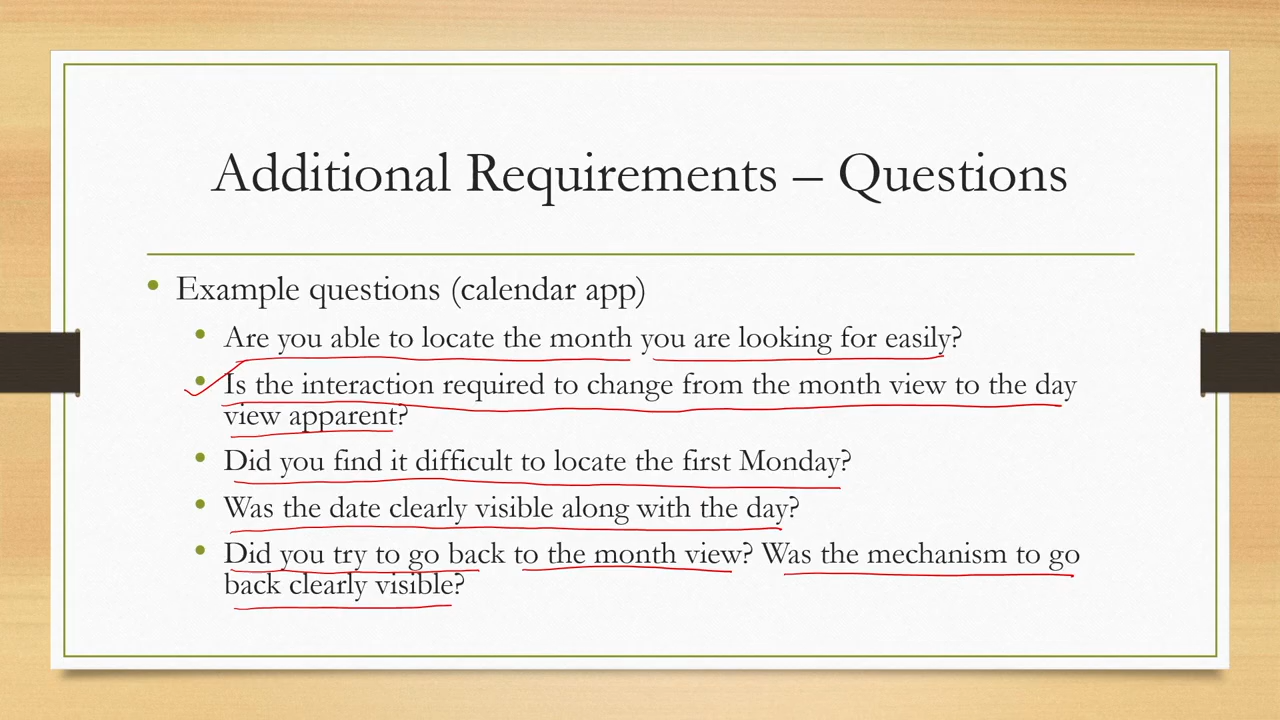 Additional Requirements – Questions
• Example questions (calendar app)
• Are you able to locate the month you are looking for easily?
• Is the interaction required to change from the month view to the day
view apparent?
• Did you find it difficult to locate the first Monday?
• Was the date clearly visible along with the day?
• Did you try to go back to the month view? Was the mechanism to go
back clearly visible?